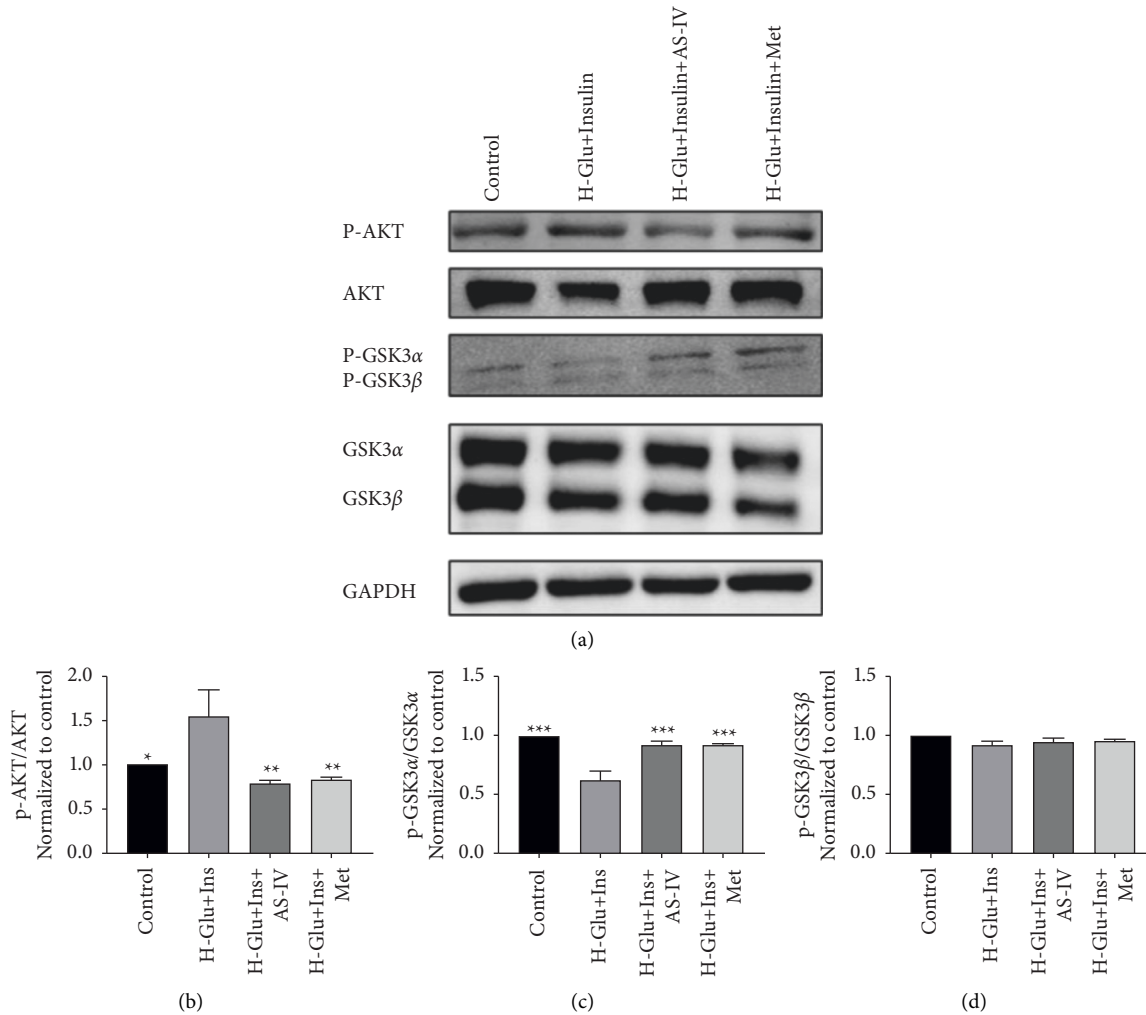 Control
H-Glu+Insulin
H-Glu+Insulin+AS-IV
H-Glu+Insulin+Met
P-AKT
AKT
P-GSK3α
P-GSK3β
GSK3α
GSK3β
GAPDH
(a)
p-AKT/AKT
Normalized to control
2.0
1.5
1.0
0.5
0.0
*
**
**
Control
H-Glu+Ins
H-Glu+Ins+
AS-IV
H-Glu+Ins+
Met
(b)
p-GSK3α/GSK3α
Normalized to control
1.5
1.0
0.5
0.0
***
***
***
Control
H-Glu+Ins
H-Glu+Ins+
AS-IV
H-Glu+Ins+
Met
(c)
p-GSK3β/GSK3β
Normalized to control
1.5
1.0
0.5
0.0
Control
H-Glu+Ins
H-Glu+Ins+
AS-IV
H-Glu+Ins+
Met
(d)